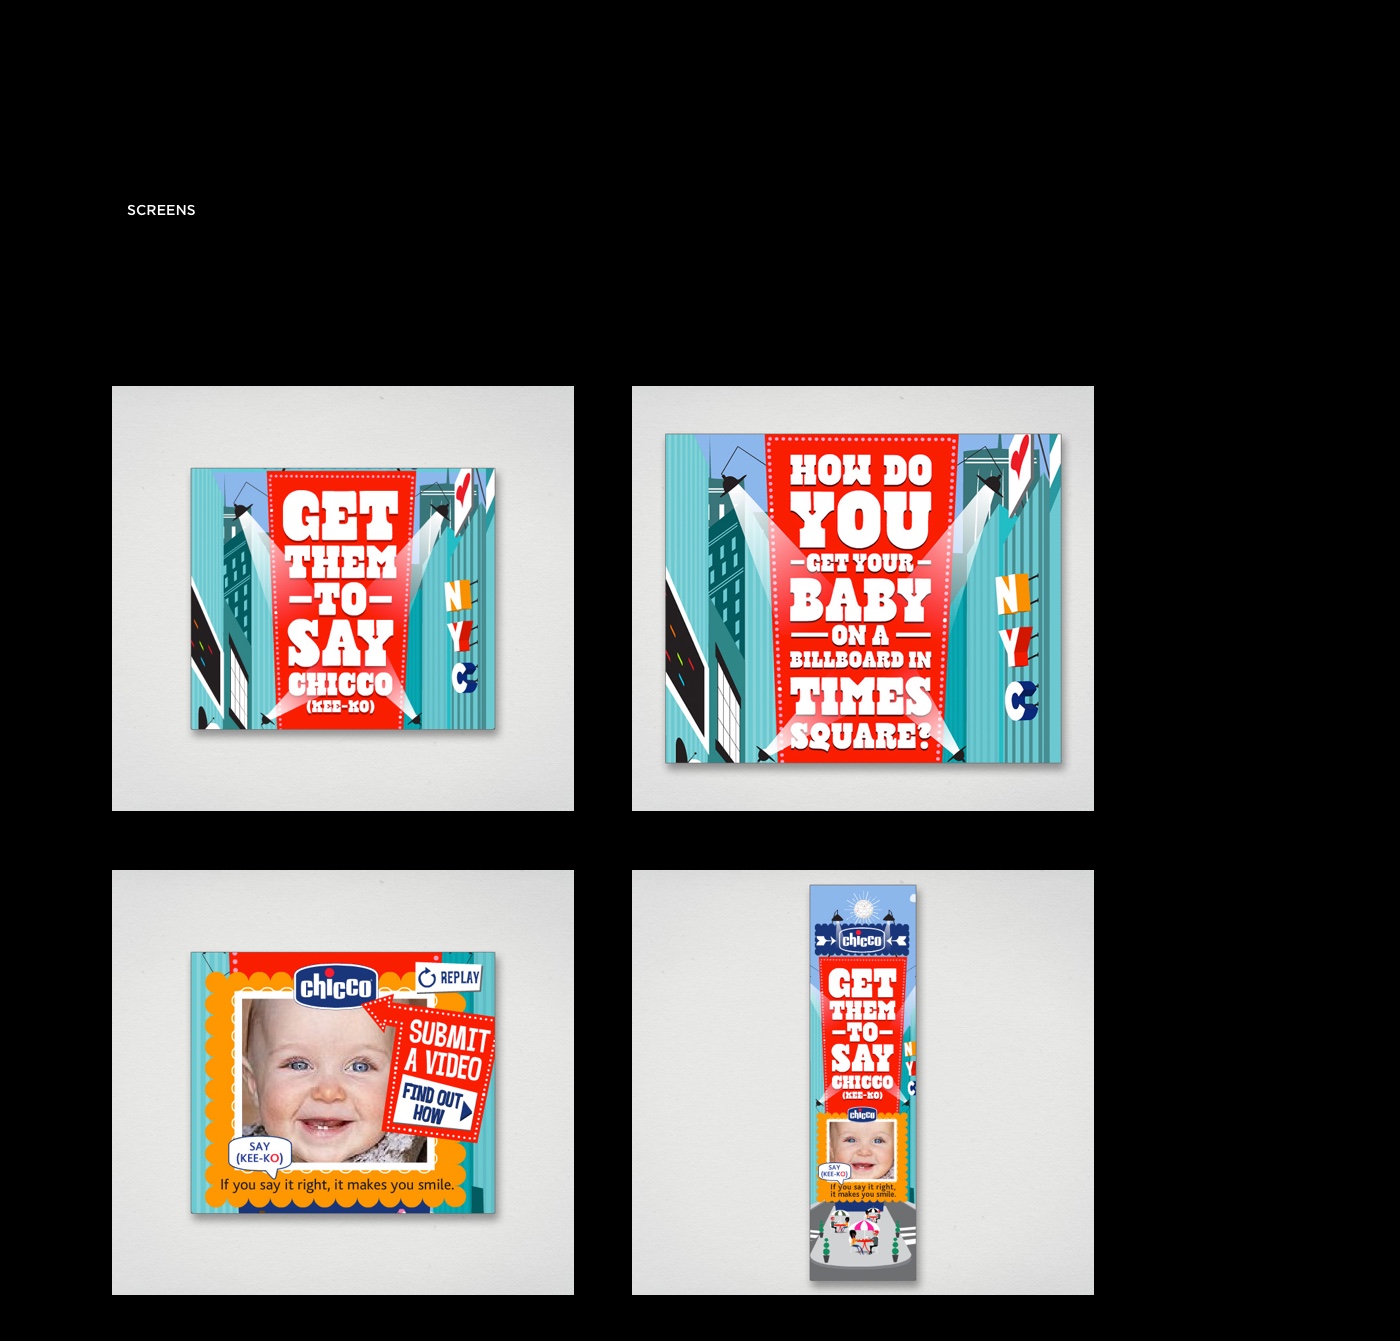 SCREENS
GET
THEM
TO
SAY
CHICCO
(KEE-KO)
N
Y
C
HOW DO
YOU
GET YOUR
BABY
ON A
BILLBOARD IN
TIMES
SQUARE?
N
Y
C
chicco
REPLAY
SUBMIT
A VIDEO
FIND OUT
HOW
SAY
(KEE-KO)
If you say it right, it makes you smile.
chicco
GET
THEM
TO
SAY
CHICCO
(KEE-KO)
N
Y
C
chicco
SAY
(KEE-KO)
If you say it right,
it makes you smile.